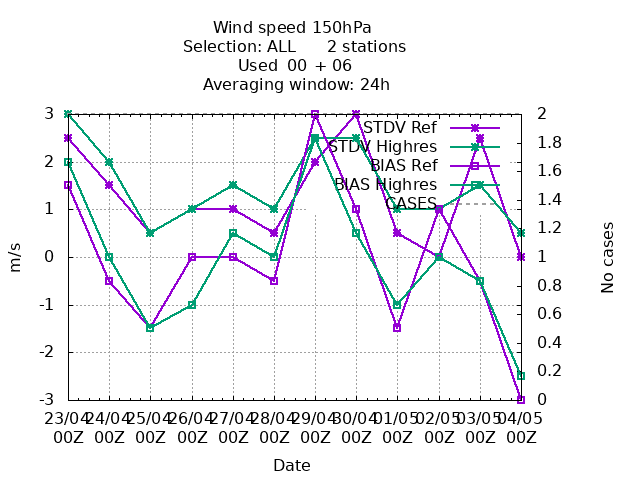 Wind speed 150hPa
Selection: ALL 2 stations
Used 00 + 06
Averaging window: 24h
3
2
1
0
-1
-2
-3
m/s
2
1.8
1.6
1.4
1.2
1
0.8
0.6
0.4
0.2
0
No cases
STDV Ref
STDV Highres
BIAS Ref
BIAS Highres
CASES
23/04 24/04 25/04 26/04 27/04 28/04 29/04 30/04 01/05 02/05 03/05 04/05
00Z 00Z 00Z 00Z 00Z 00Z 00Z 00Z 00Z 00Z 00Z 00Z
Date